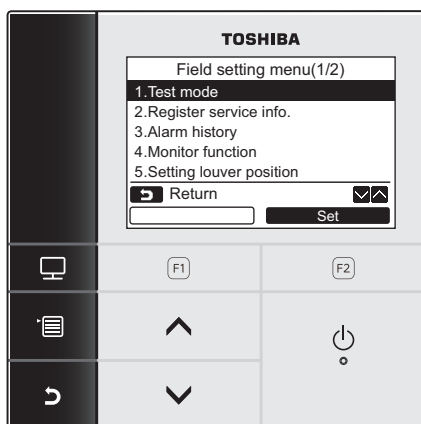 TOSHIBA
Field setting menu(1/2)
1.Test mode
2.Register service info.
3.Alarm history
4.Monitor function
5.Setting louver position
Return
Set
F1
F2